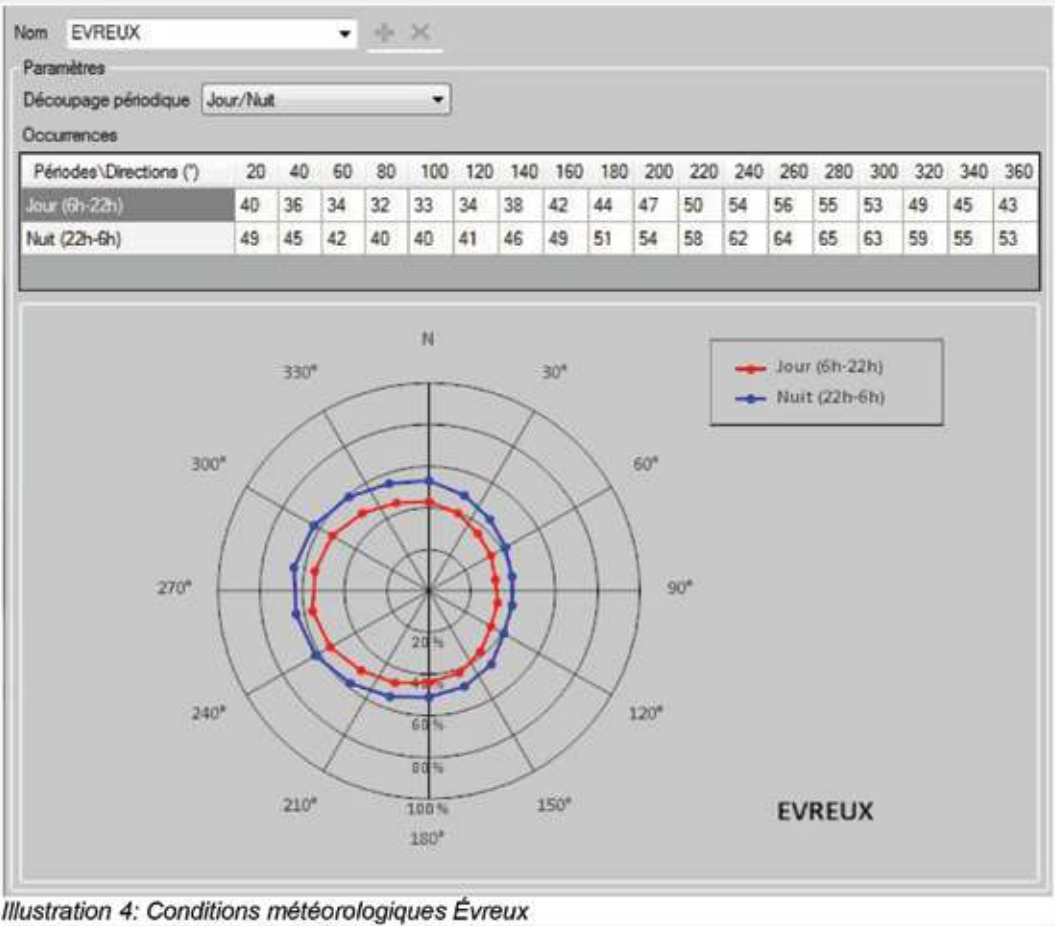 Nom EVREUX
Paramètres
Découpage périodique Jour/Nuit
Occurrences
Périodes\Directions (°) 20 40 60 80 100 120 140 160 180 200 220 240 260 280 300 320 340 360
Jour (6h-22h) 40 36 34 32 33 34 38 42 44 47 50 54 56 55 53 49 45 43
Nuit (22h-6h) 49 45 42 40 40 41 46 49 51 54 58 62 64 65 63 59 55 53
N
330° 30°
Jour (6h-22h)
Nuit (22h-6h)
300° 60°
270° 90°
20%
40%
240° 120°
60%
80%
210° 100% 150°
EVREUX
180°
Illustration 4: Conditions météorologiques Évreux